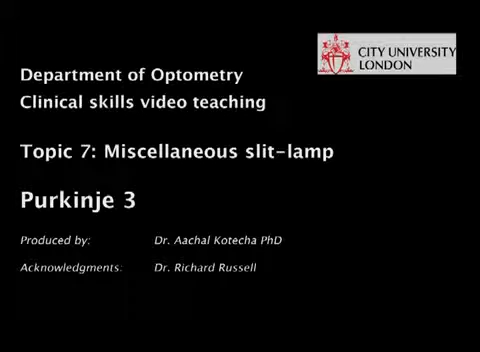 CITY UNIVERSITY
LONDON
Department of Optometry
Clinical skills video teaching
Topic 7: Miscellaneous slit-lamp
Purkinje 3
Produced by: Dr. Aachal Kotecha PhD
Acknowledgments: Dr. Richard Russell